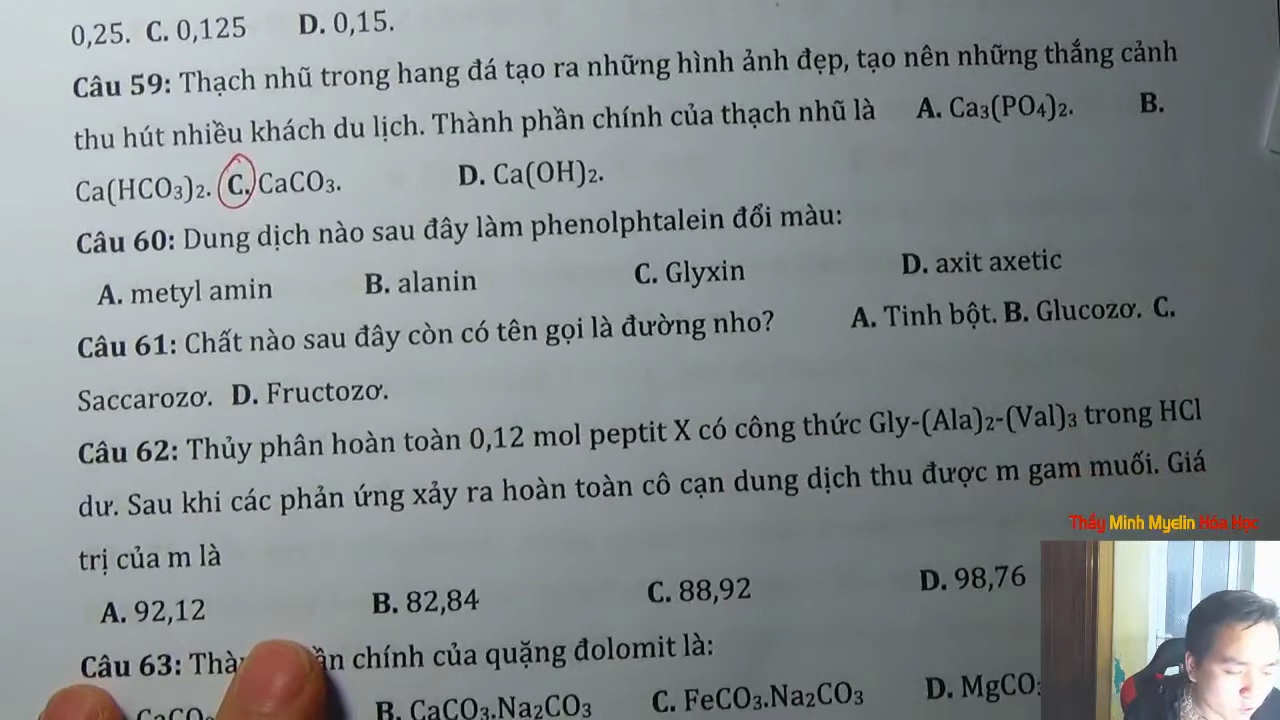 0,25. C. 0,125 D. 0,15.
Câu 59: Thạch nhũ trong hang đá tạo ra những hình ảnh đẹp, tạo nên những thắng cảnh
thu hút nhiều khách du lịch. Thành phần chính của thạch nhũ là A. Ca₃(PO₄)₂. B.
Ca(HCO₃)₂. C. CaCO₃. D. Ca(OH)₂.
Câu 60: Dung dịch nào sau đây làm phenolphtalein đổi màu:
A. metyl amin B. alanin C. Glyxin D. axit axetic
Câu 61: Chất nào sau đây còn có tên gọi là đường nho? A. Tinh bột. B. Glucozơ. C.
Saccarozơ. D. Fructozơ.
Câu 62: Thủy phân hoàn toàn 0,12 mol peptit X có công thức Gly-(Ala)₂-(Val)₃ trong HCl
dư. Sau khi các phản ứng xảy ra hoàn toàn cô cạn dung dịch thu được m gam muối. Giá
trị của m là
Thầy Minh Myelin Hóa Học
A. 92,12 B. 82,84 C. 88,92 D. 98,76
Câu 63: chính của quặng đolomit là:
B. CaCO₃.Na₂CO₃ C. FeCO₃.Na₂CO₃ D.